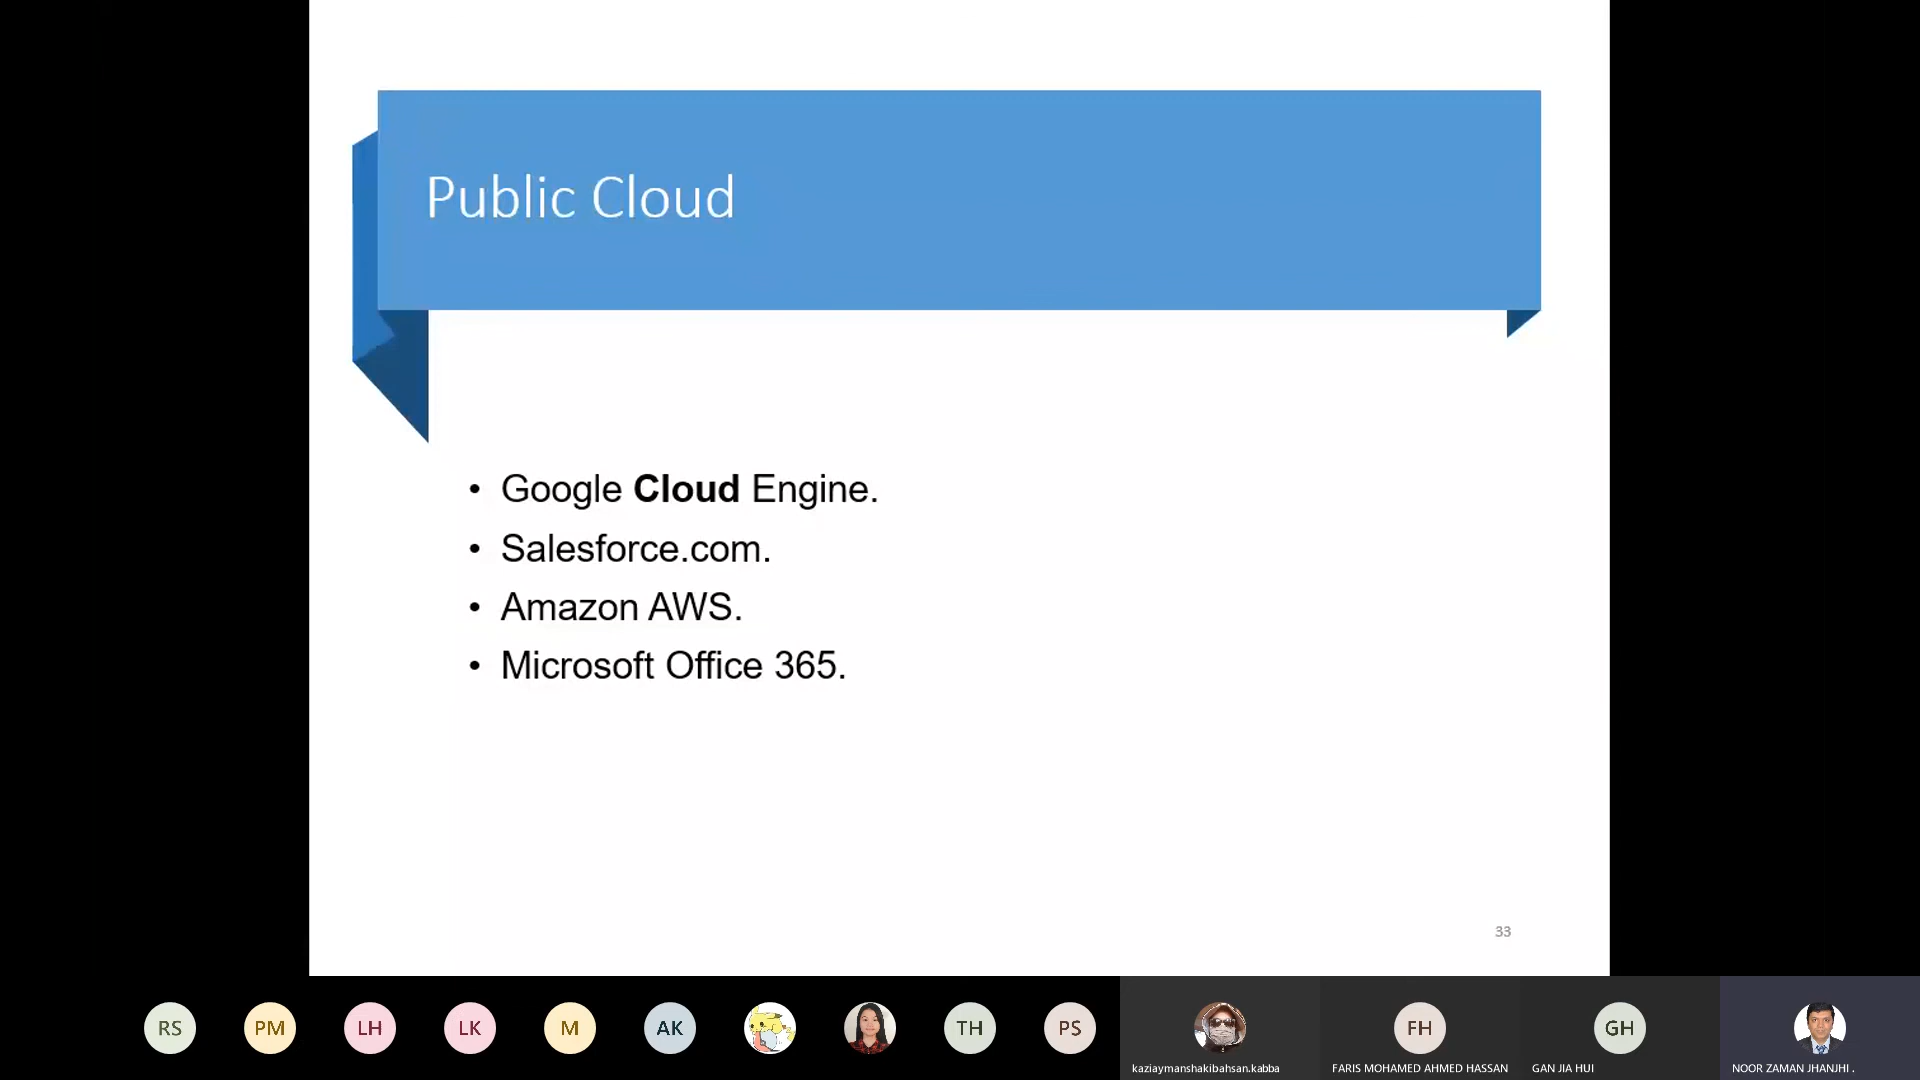 Public Cloud
• Google Cloud Engine.
• Salesforce.com.
• Amazon AWS.
• Microsoft Office 365.
33
RS PM LH LK M AK TH PS FH GH
kaziaymanshakibahsan.kabba FARIS MOHAMED AHMED HASSAN GAN JIA HUI NOOR ZAMAN JHANJHI .